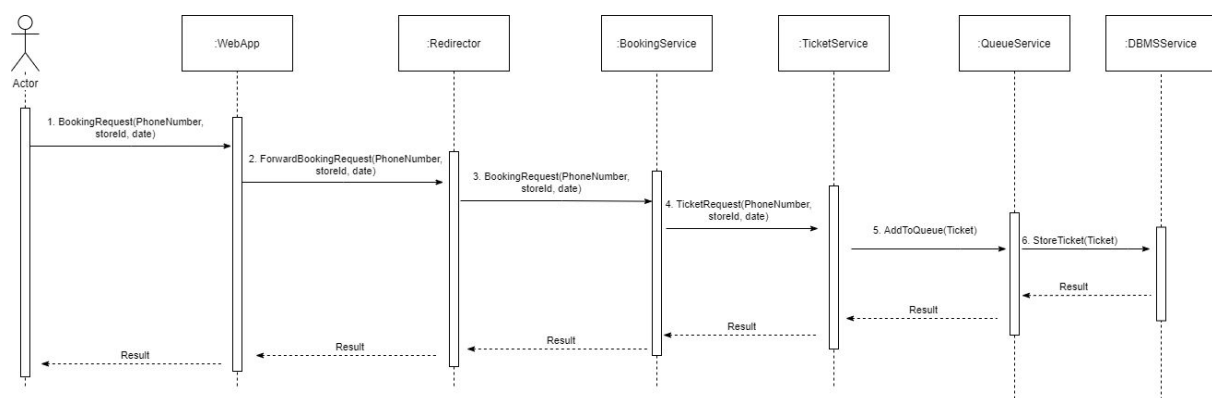 :WebApp
:Redirector
:BookingService
:TicketService
:QueueService
:DBMSService
Actor
1. BookingRequest(PhoneNumber,
storeId, date)
2. ForwardBookingRequest(PhoneNumber,
storeId, date)
3. BookingRequest(PhoneNumber,
storeId, date)
4. TicketRequest(PhoneNumber,
storeId, date)
5. AddToQueue(Ticket)
6. StoreTicket(Ticket)
Result
Result
Result
Result
Result
Result